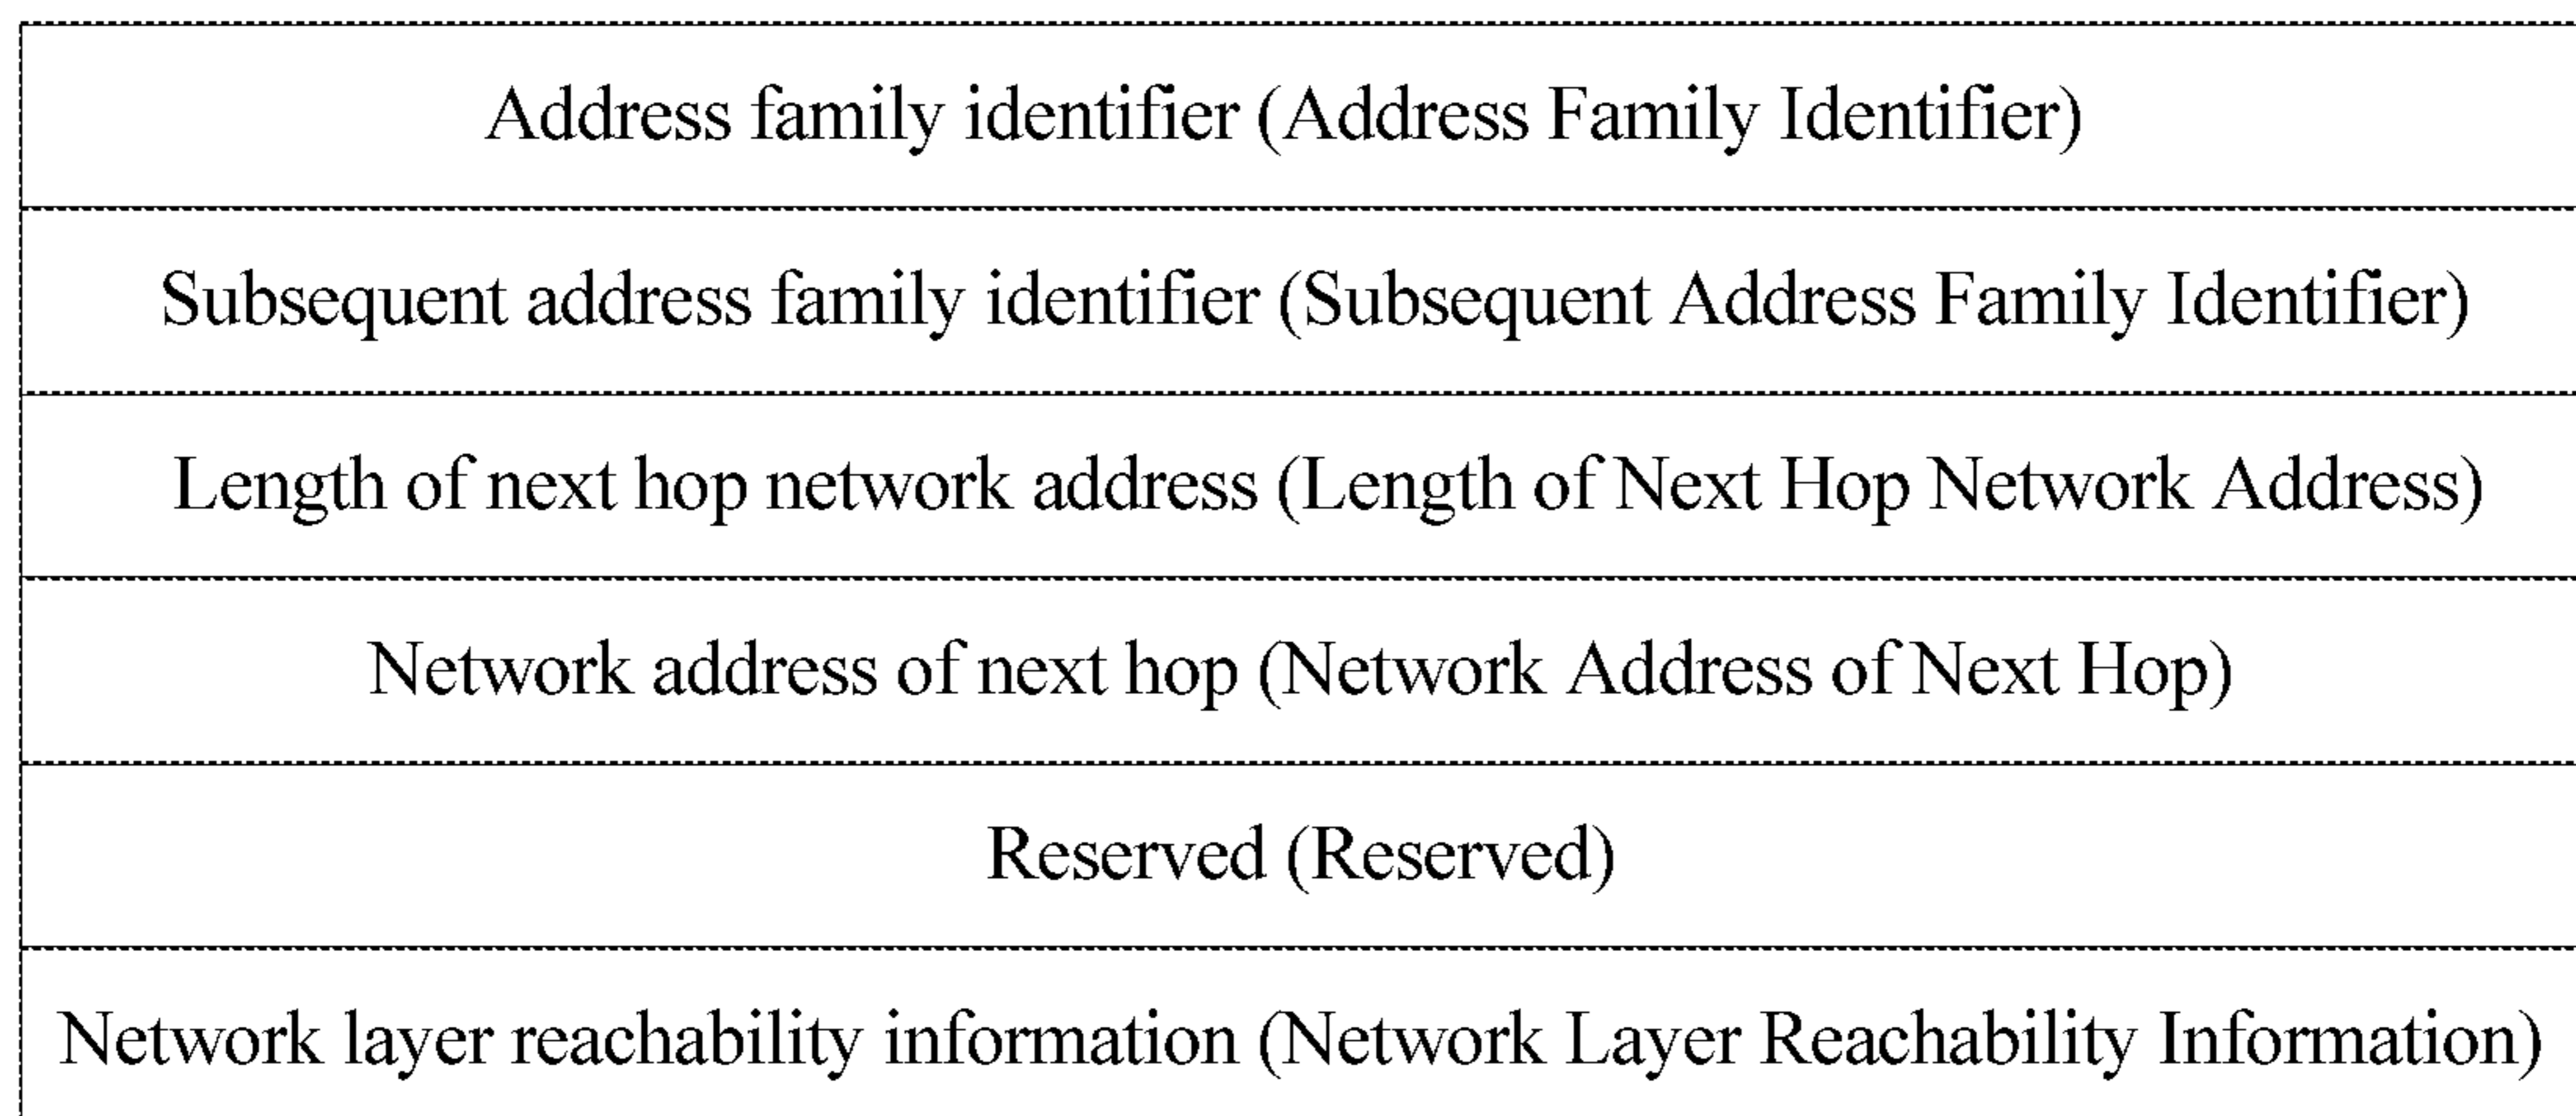 Address family identifier (Address Family Identifier)
Subsequent address family identifier (Subsequent Address Family Identifier)
Length of next hop network address (Length of Next Hop Network Address)
Network address of next hop (Network Address of Next Hop)
Reserved (Reserved)
Network layer reachability information (Network Layer Reachability Information)